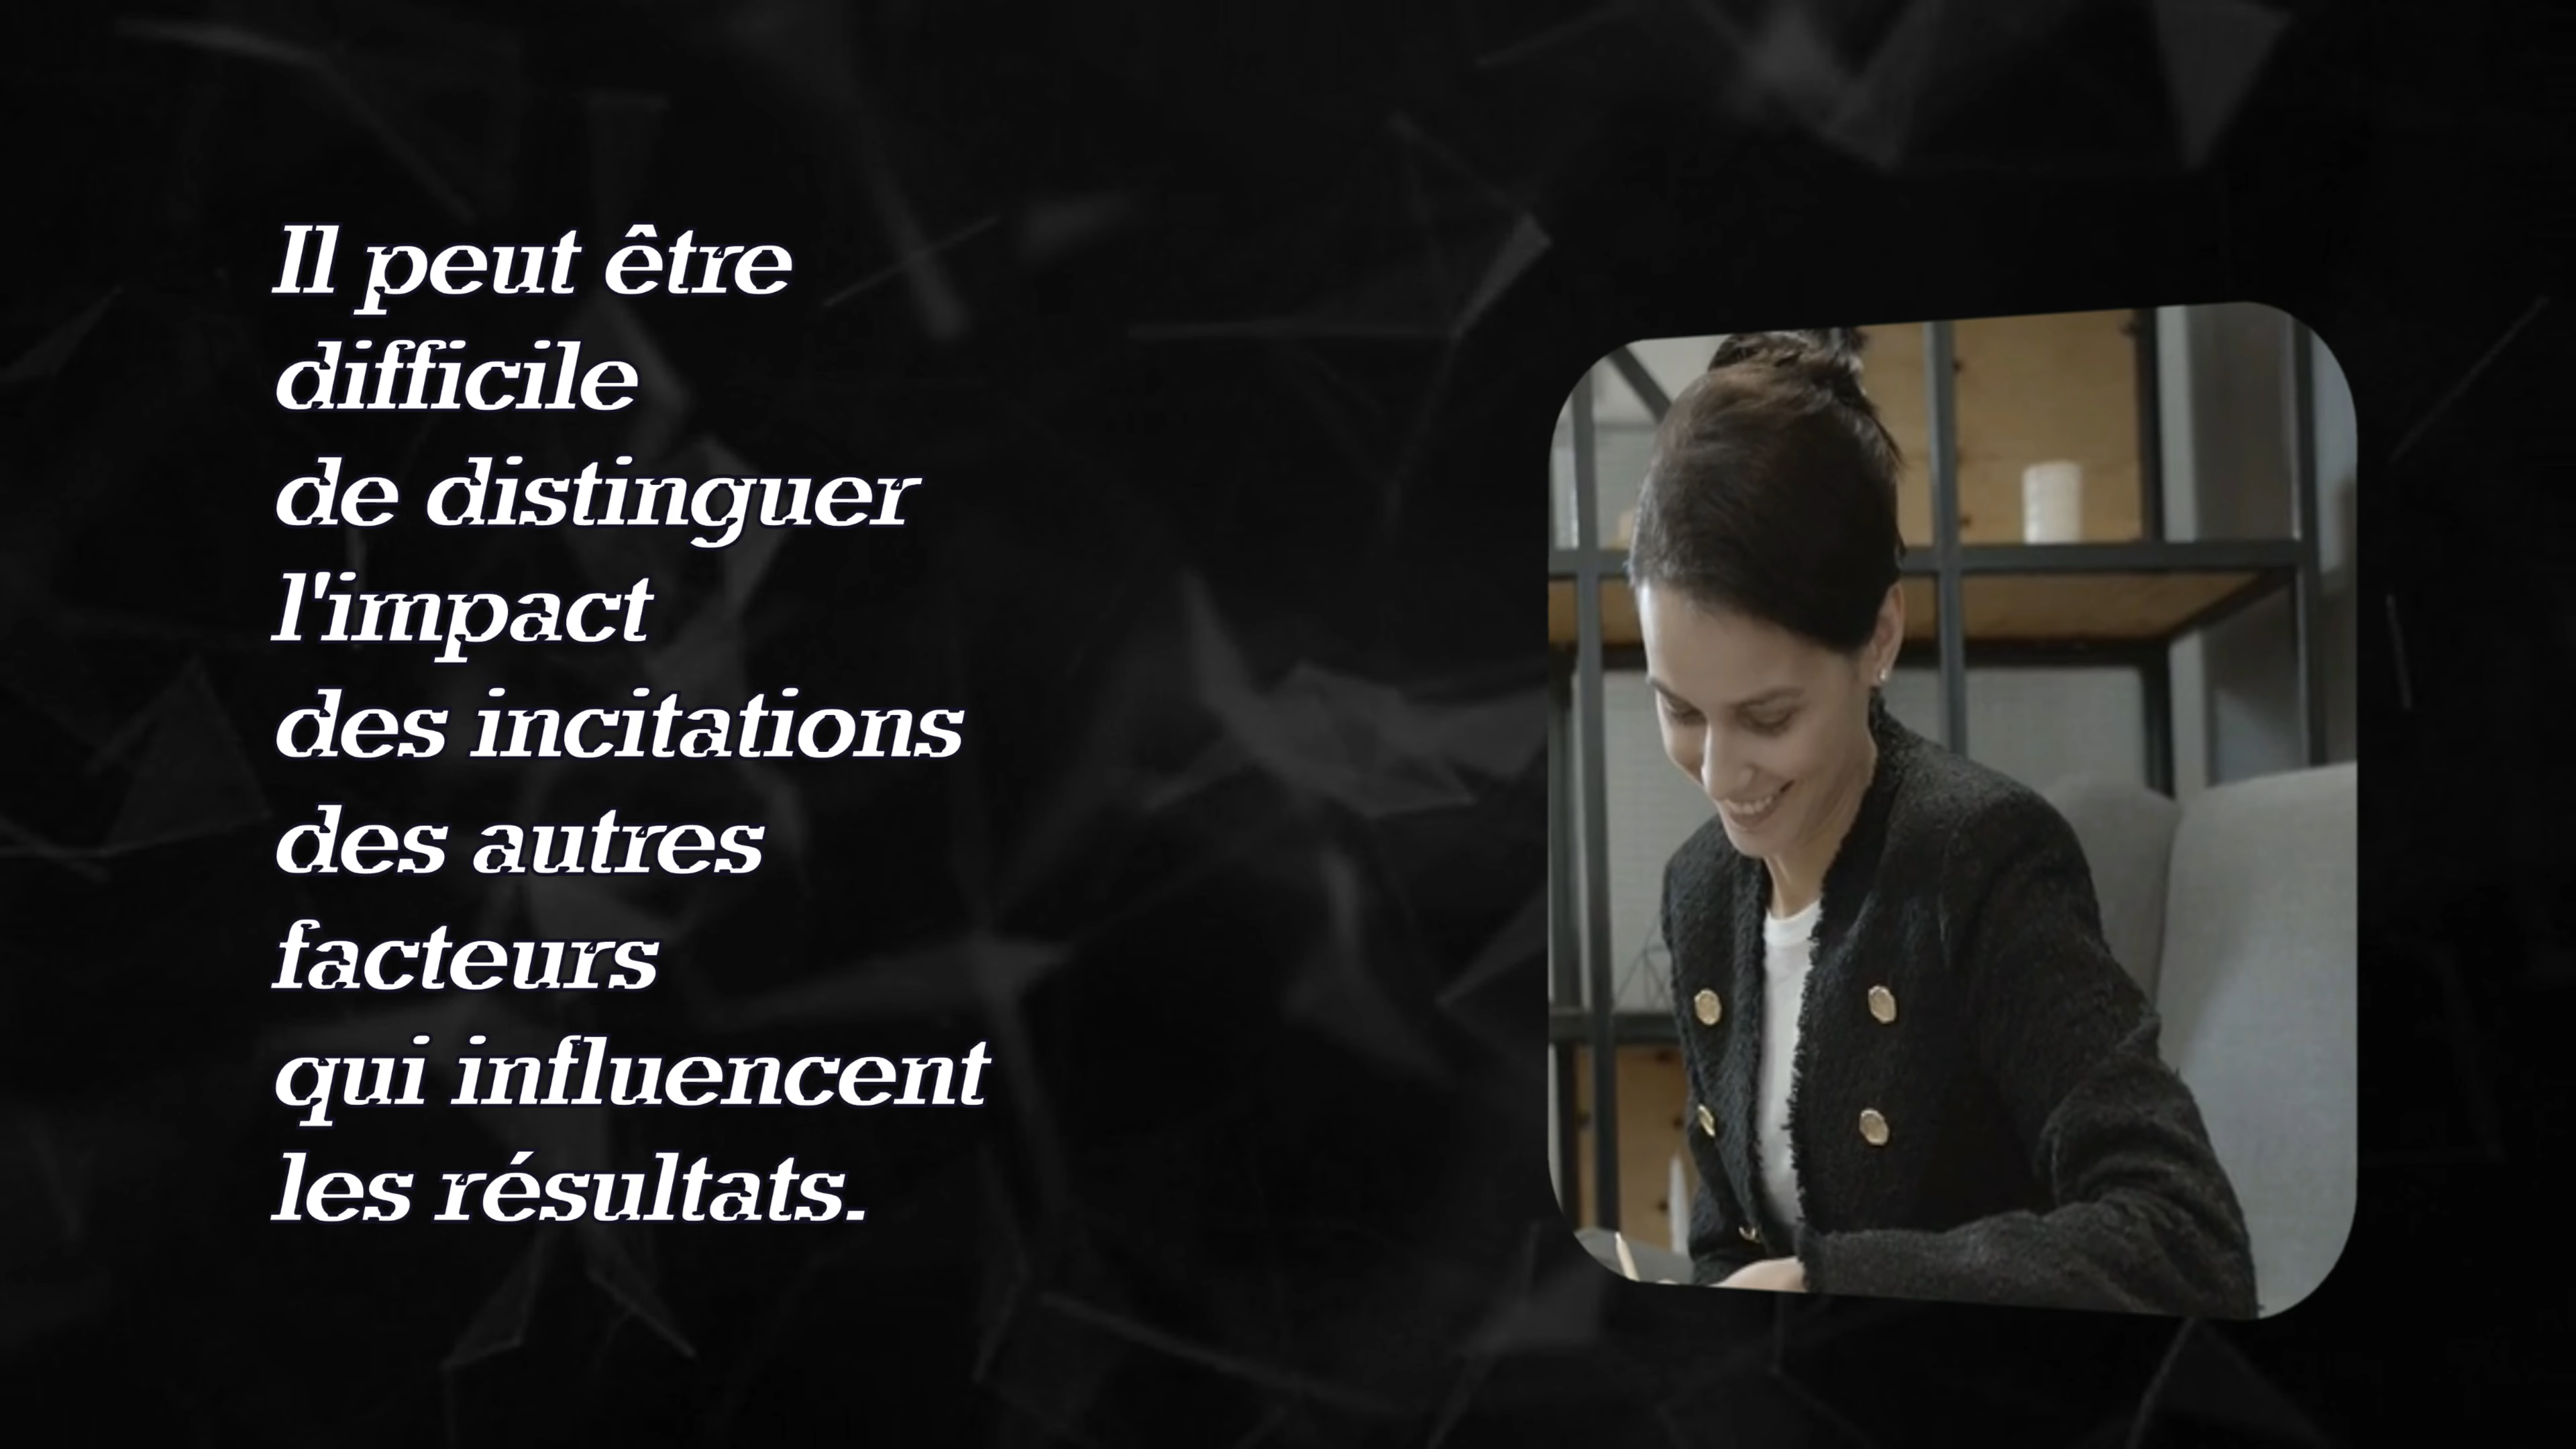 Il peut être
difficile
de distinguer
l'impact
des incitations
des autres
facteurs
qui influencent
les résultats.